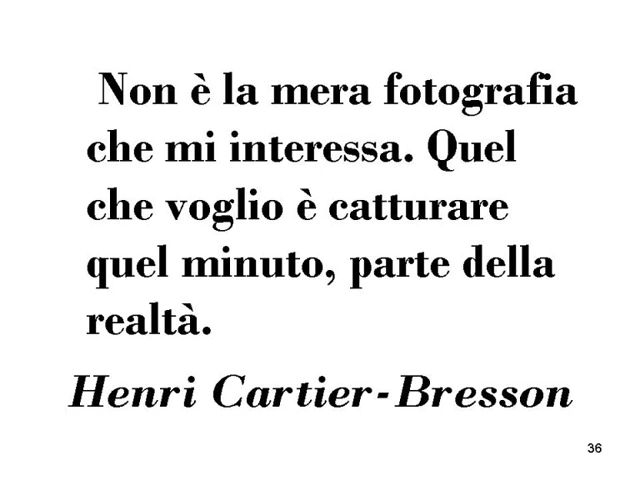 Non è la mera fotografia
che mi interessa. Quel
che voglio è catturare
quel minuto, parte della
realtà.
Henri Cartier-Bresson
36